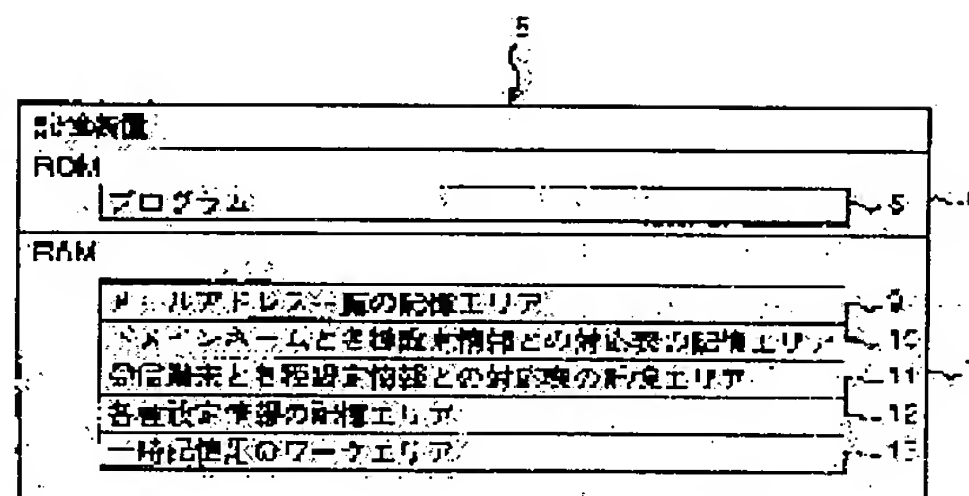 記憶装置
ROM
プログラム
RAM
メールアドレス一覧の記憶エリア
9
ドメインネームと各種設定情報との対応表の記憶エリア
10
受信端末と各種設定情報との対応表の記憶エリア
11
各種設定情報の記憶エリア
12
一時記憶用のワークエリア
13